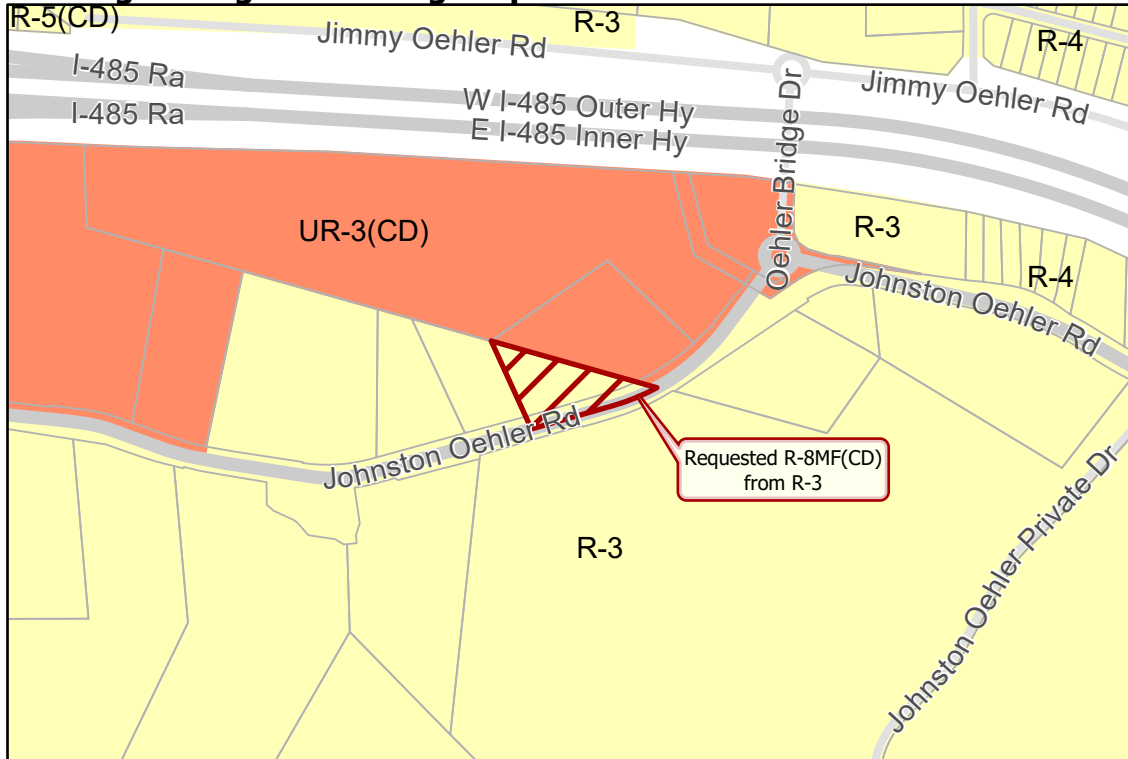 R-5(CD)
R-3
Jimmy Oehler Rd
R-4
I-485 Ra
W I-485 Outer Hy
Jimmy Oehler Rd
I-485 Ra
E I-485 Inner Hy
Oehler Bridge Dr
UR-3(CD)
R-3
R-4
Johnston Oehler Rd
Johnston Oehler Rd
Requested R-8MF(CD)
from R-3
R-3
Johnston Oehler Private Dr